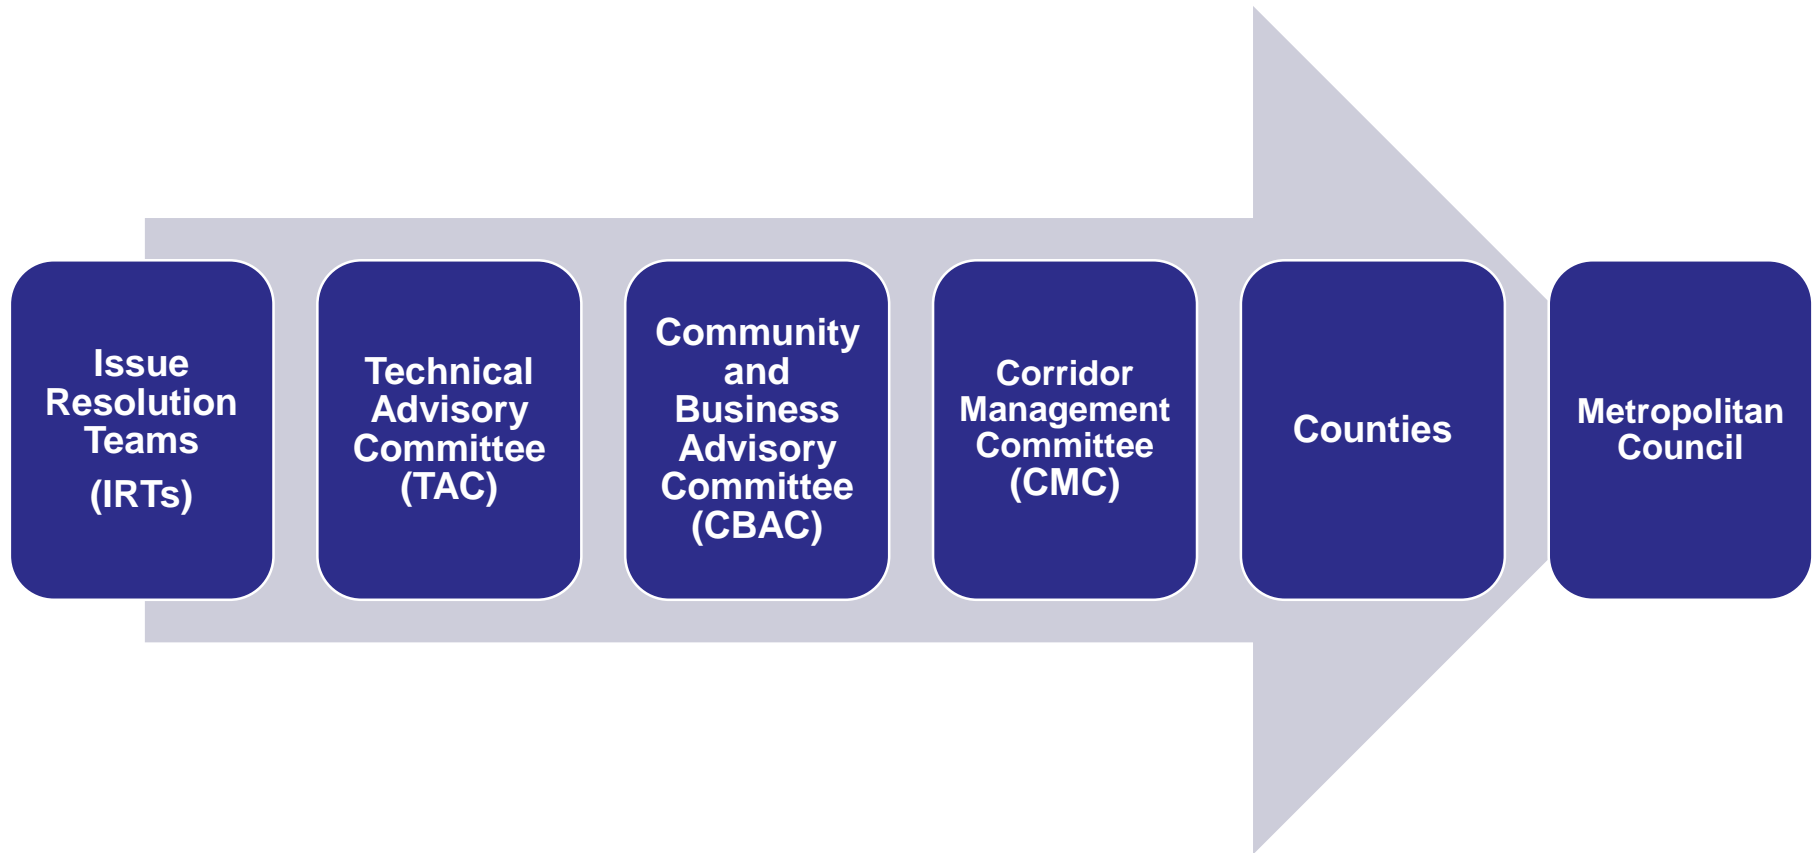 Issue
Resolution
Teams
(IRTs)
Technical
Advisory
Committee
(TAC)
Community
and
Business
Advisory
Committee
(CBAC)
Corridor
Management
Committee
(CMC)
Counties
Metropolitan
Council